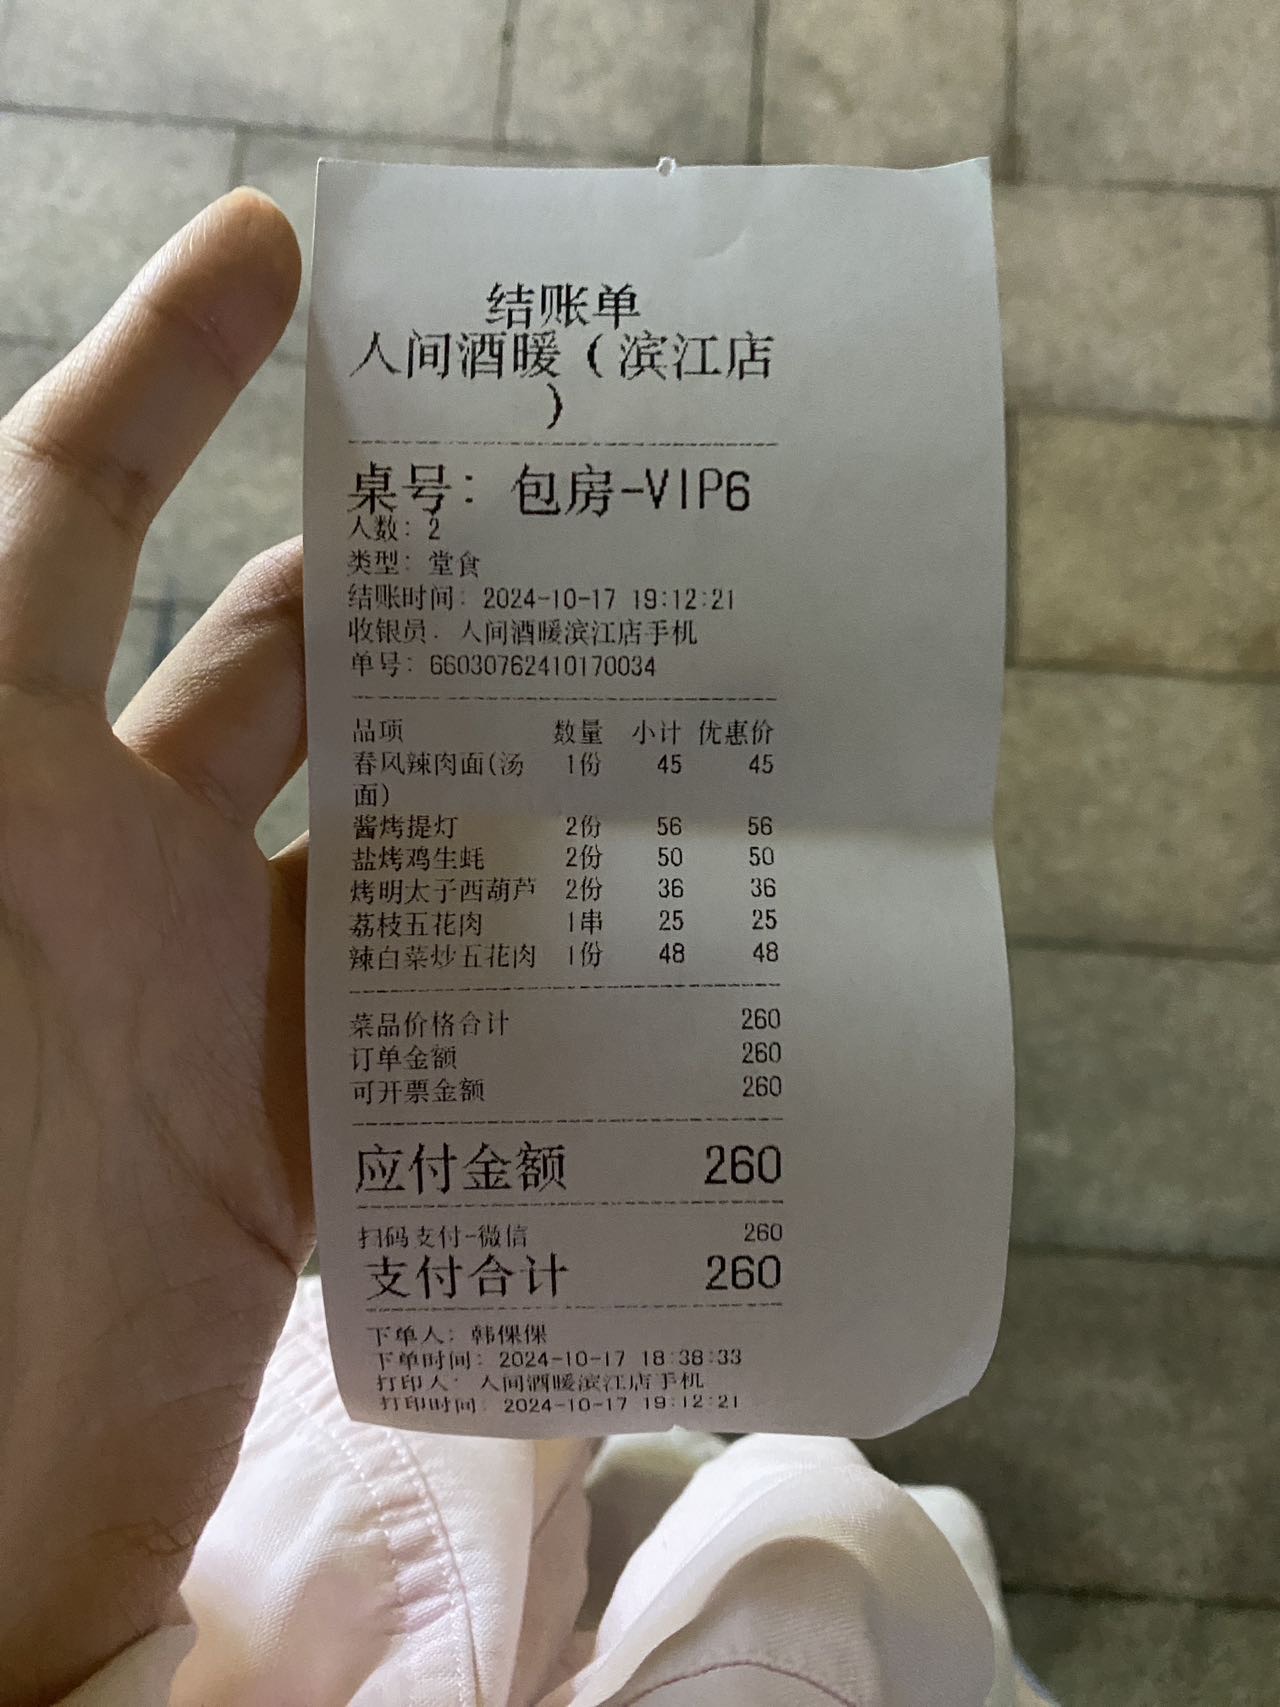 结账单
人间酒暖（滨江店
）
桌号：包房-VIP6
人数：2
类型：堂食
结账时间：2024-10-17 19:12:21
收银员：人间酒暖滨江店手机
单号：66030762410170034
品项 数量 小计 优惠价
春风辣肉面(汤 1份 45 45
面)
酱烤提灯 2份 56 56
盐烤鸡生蚝 2份 50 50
烤明太子西葫芦 2份 36 36
荔枝五花肉 1串 25 25
辣白菜炒五花肉 1份 48 48
菜品价格合计 260
订单金额 260
可开票金额 260
应付金额 260
扫码支付-微信 260
支付合计 260
下单人：韩倮倮
下单时间：2024-10-17 18:38:33
打印人：人间酒暖滨江店手机
打印时间：2024-10-17 19:12:21